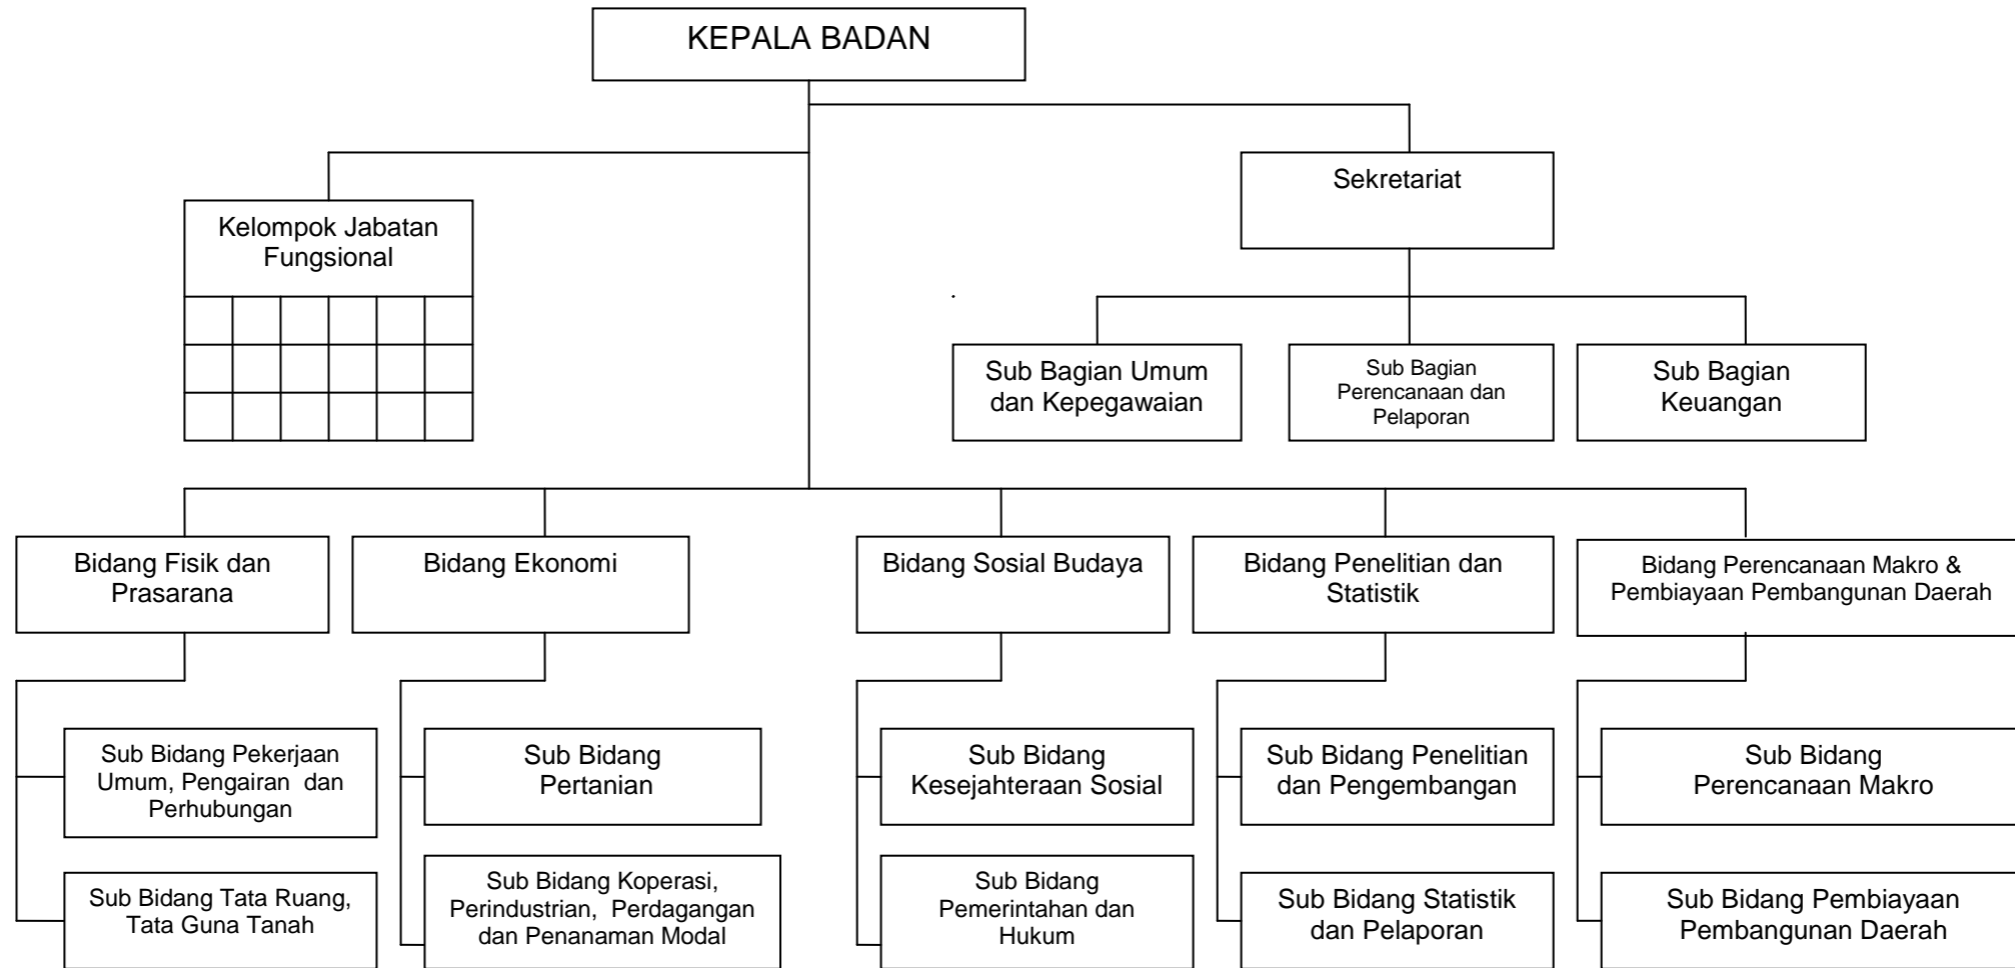 KEPALA BADAN
Sekretariat
Kelompok Jabatan
Fungsional
Sub Bagian Umum
dan Kepegawaian
Sub Bagian
Perencanaan dan
Pelaporan
Sub Bagian
Keuangan
Bidang Fisik dan
Prasarana
Bidang Ekonomi
Bidang Sosial Budaya
Bidang Penelitian dan
Statistik
Bidang Perencanaan Makro &
Pembiayaan Pembangunan Daerah
Sub Bidang Pekerjaan
Umum, Pengairan  dan
Perhubungan
Sub Bidang
Pertanian
Sub Bidang
Kesejahteraan Sosial
Sub Bidang Penelitian
dan Pengembangan
Sub Bidang
Perencanaan Makro
Sub Bidang Tata Ruang,
Tata Guna Tanah
Sub Bidang Koperasi,
Perindustrian,  Perdagangan
dan Penanaman Modal
Sub Bidang
Pemerintahan dan
Hukum
Sub Bidang Statistik
dan Pelaporan
Sub Bidang Pembiayaan
Pembangunan Daerah